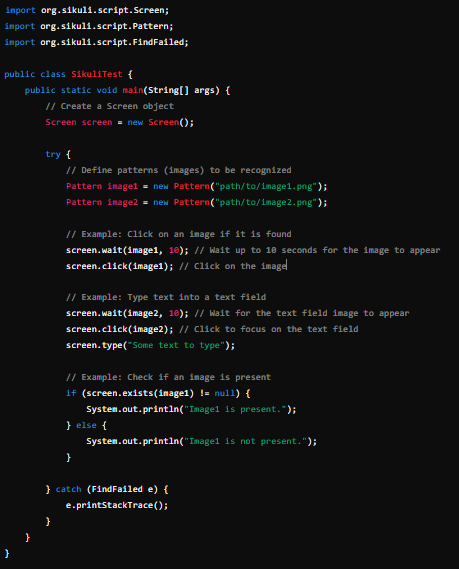 import org.sikuli.script.Screen;
import org.sikuli.script.Pattern;
import org.sikuli.script.FindFailed;

public class SikuliTest {
    public static void main(String[] args) {
        // Create a Screen object
        Screen screen = new Screen();

        try {
            // Define patterns (images) to be recognized
            Pattern image1 = new Pattern("path/to/image1.png");
            Pattern image2 = new Pattern("path/to/image2.png");

            // Example: Click on an image if it is found
            screen.wait(image1, 10); // Wait up to 10 seconds for the image to appear
            screen.click(image1); // Click on the image

            // Example: Type text into a text field
            screen.wait(image2, 10); // Wait for the text field image to appear
            screen.click(image2); // Click to focus on the text field
            screen.type("Some text to type");

            // Example: Check if an image is present
            if (screen.exists(image1) != null) {
                System.out.println("Image1 is present.");
            } else {
                System.out.println("Image1 is not present.");
            }

        } catch (FindFailed e) {
            e.printStackTrace();
        }
    }
}